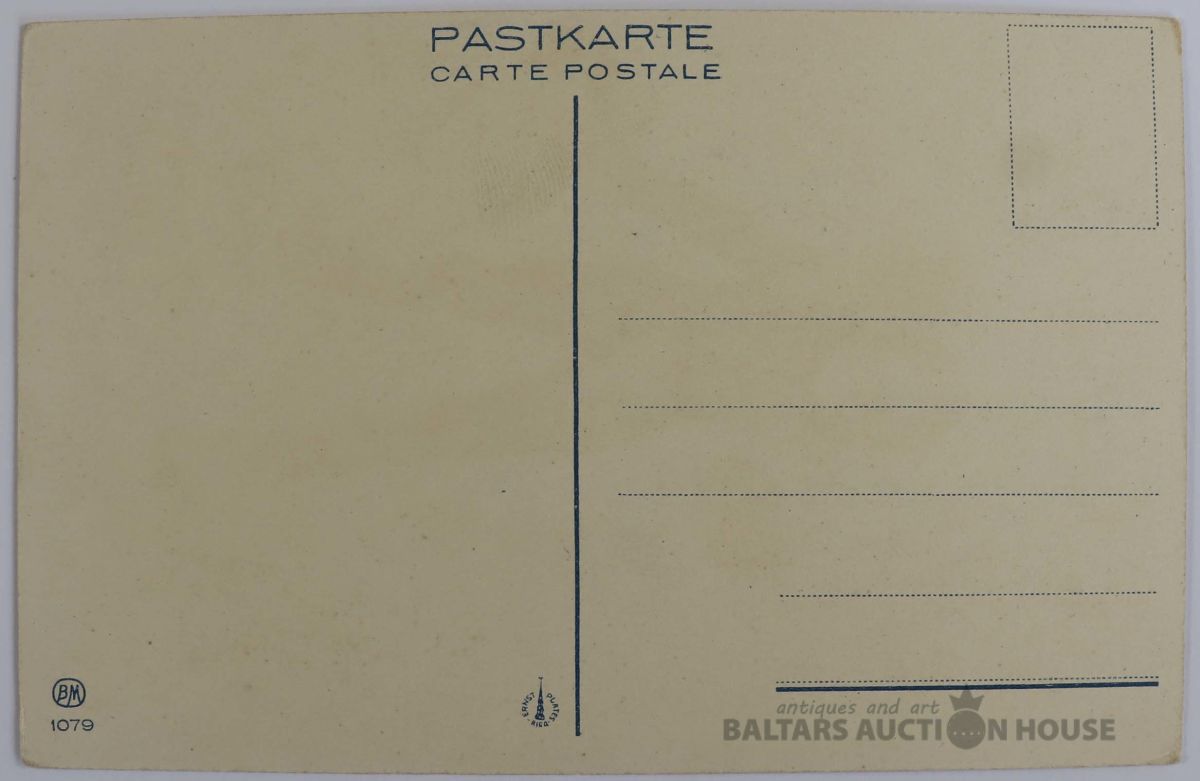 PASTKARTE
CARTE POSTALE
BM
1079
ERNST PLATES RIGA
antiques and art
BALTARS AUCTION HOUSE